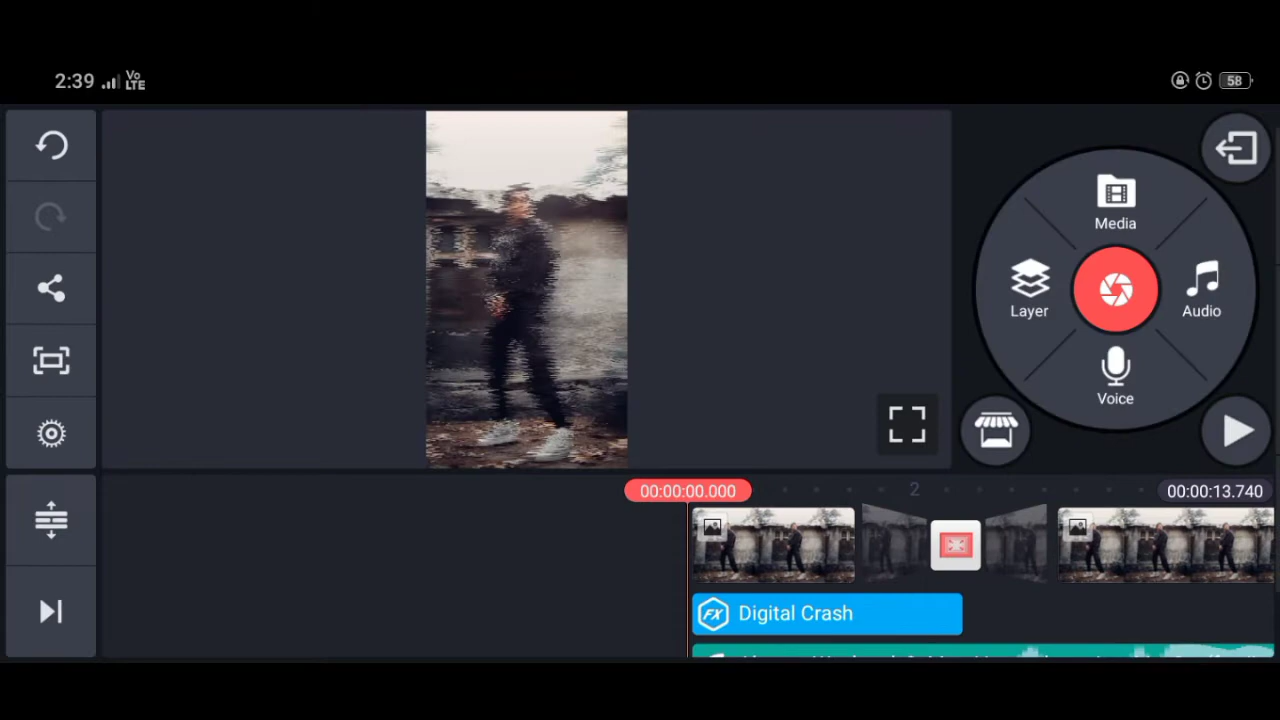 2:39 Vo LTE 58
Media
Layer
Audio
Voice
00:00:00.000
2
00:00:13.740
FX Digital Crash